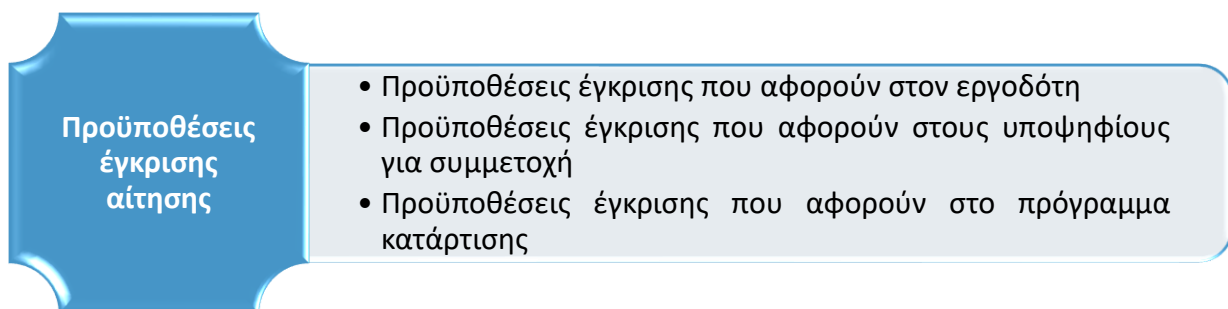 Προϋποθέσεις
έγκρισης
αίτησης
• Προϋποθέσεις έγκρισης που αφορούν στον εργοδότη
• Προϋποθέσεις έγκρισης που αφορούν στους υποψηφίους
για συμμετοχή
• Προϋποθέσεις έγκρισης που αφορούν στο πρόγραμμα
κατάρτισης